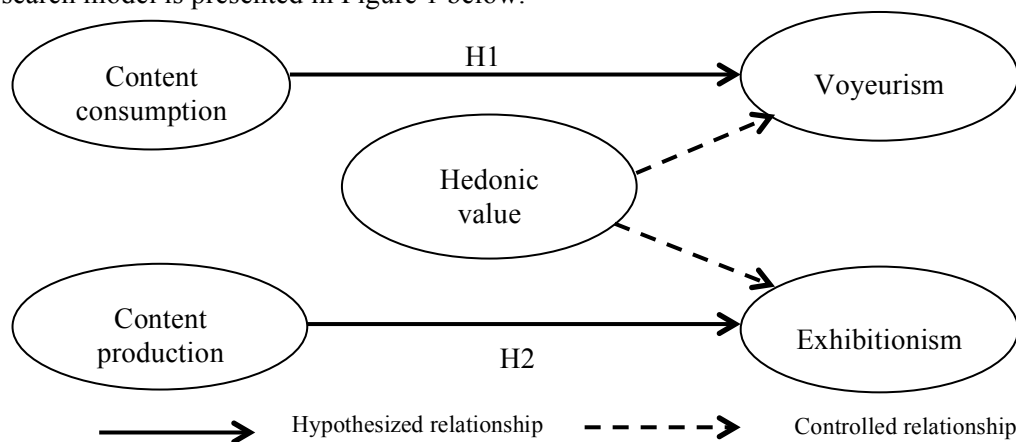 search model is presented in Figure 1 below.
H1
Content
consumption
Voyeurism
Hedonic
value
Content
production
Exhibitionism
H2
Hypothesized relationship
Controlled relationship